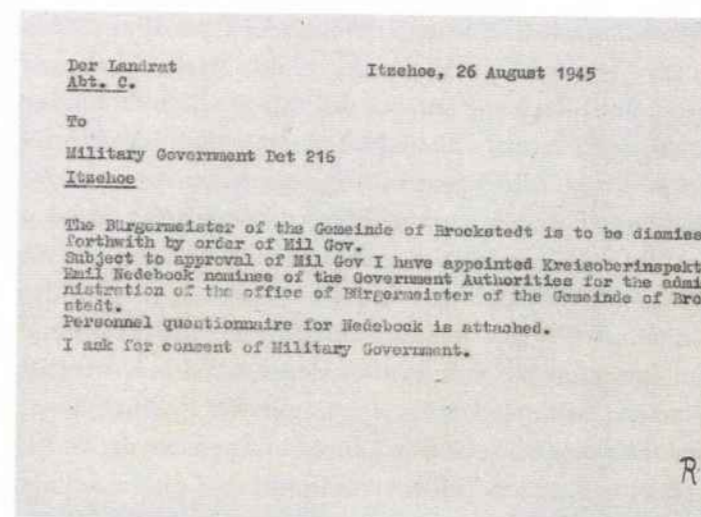 Der Landrat
Abt. C.
Itzehoe, 26 August 1945
To
Military Government Det 216
Itzehoe
The Bürgermeister of the Gemeinde of Brockstedt is to be dismis
forthwith by order of Mil Gov.
Subject to approval of Mil Gov I have appointed Kreisoberinspekt
Emil Nedebock nominee of the Government Authorities for the admi
nistration of the office of Bürgermeister of the Gemeinde of Bro
stedt.
Personnel questionnaire for Nedebock is attached.
I ask for consent of Military Government.
R